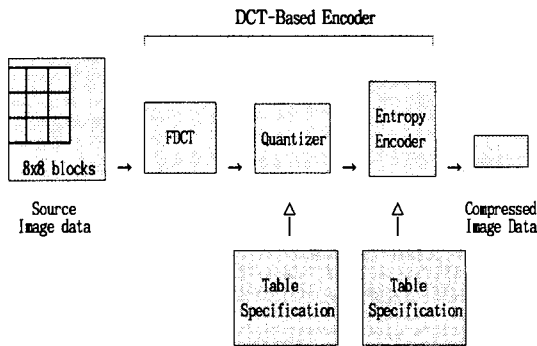 DCT-Based Encoder
FDCT
Quantizer
Entropy
Encoder
8x8 blocks
Source
Image data
Compressed
Image Data
Table
Specification
Table
Specification